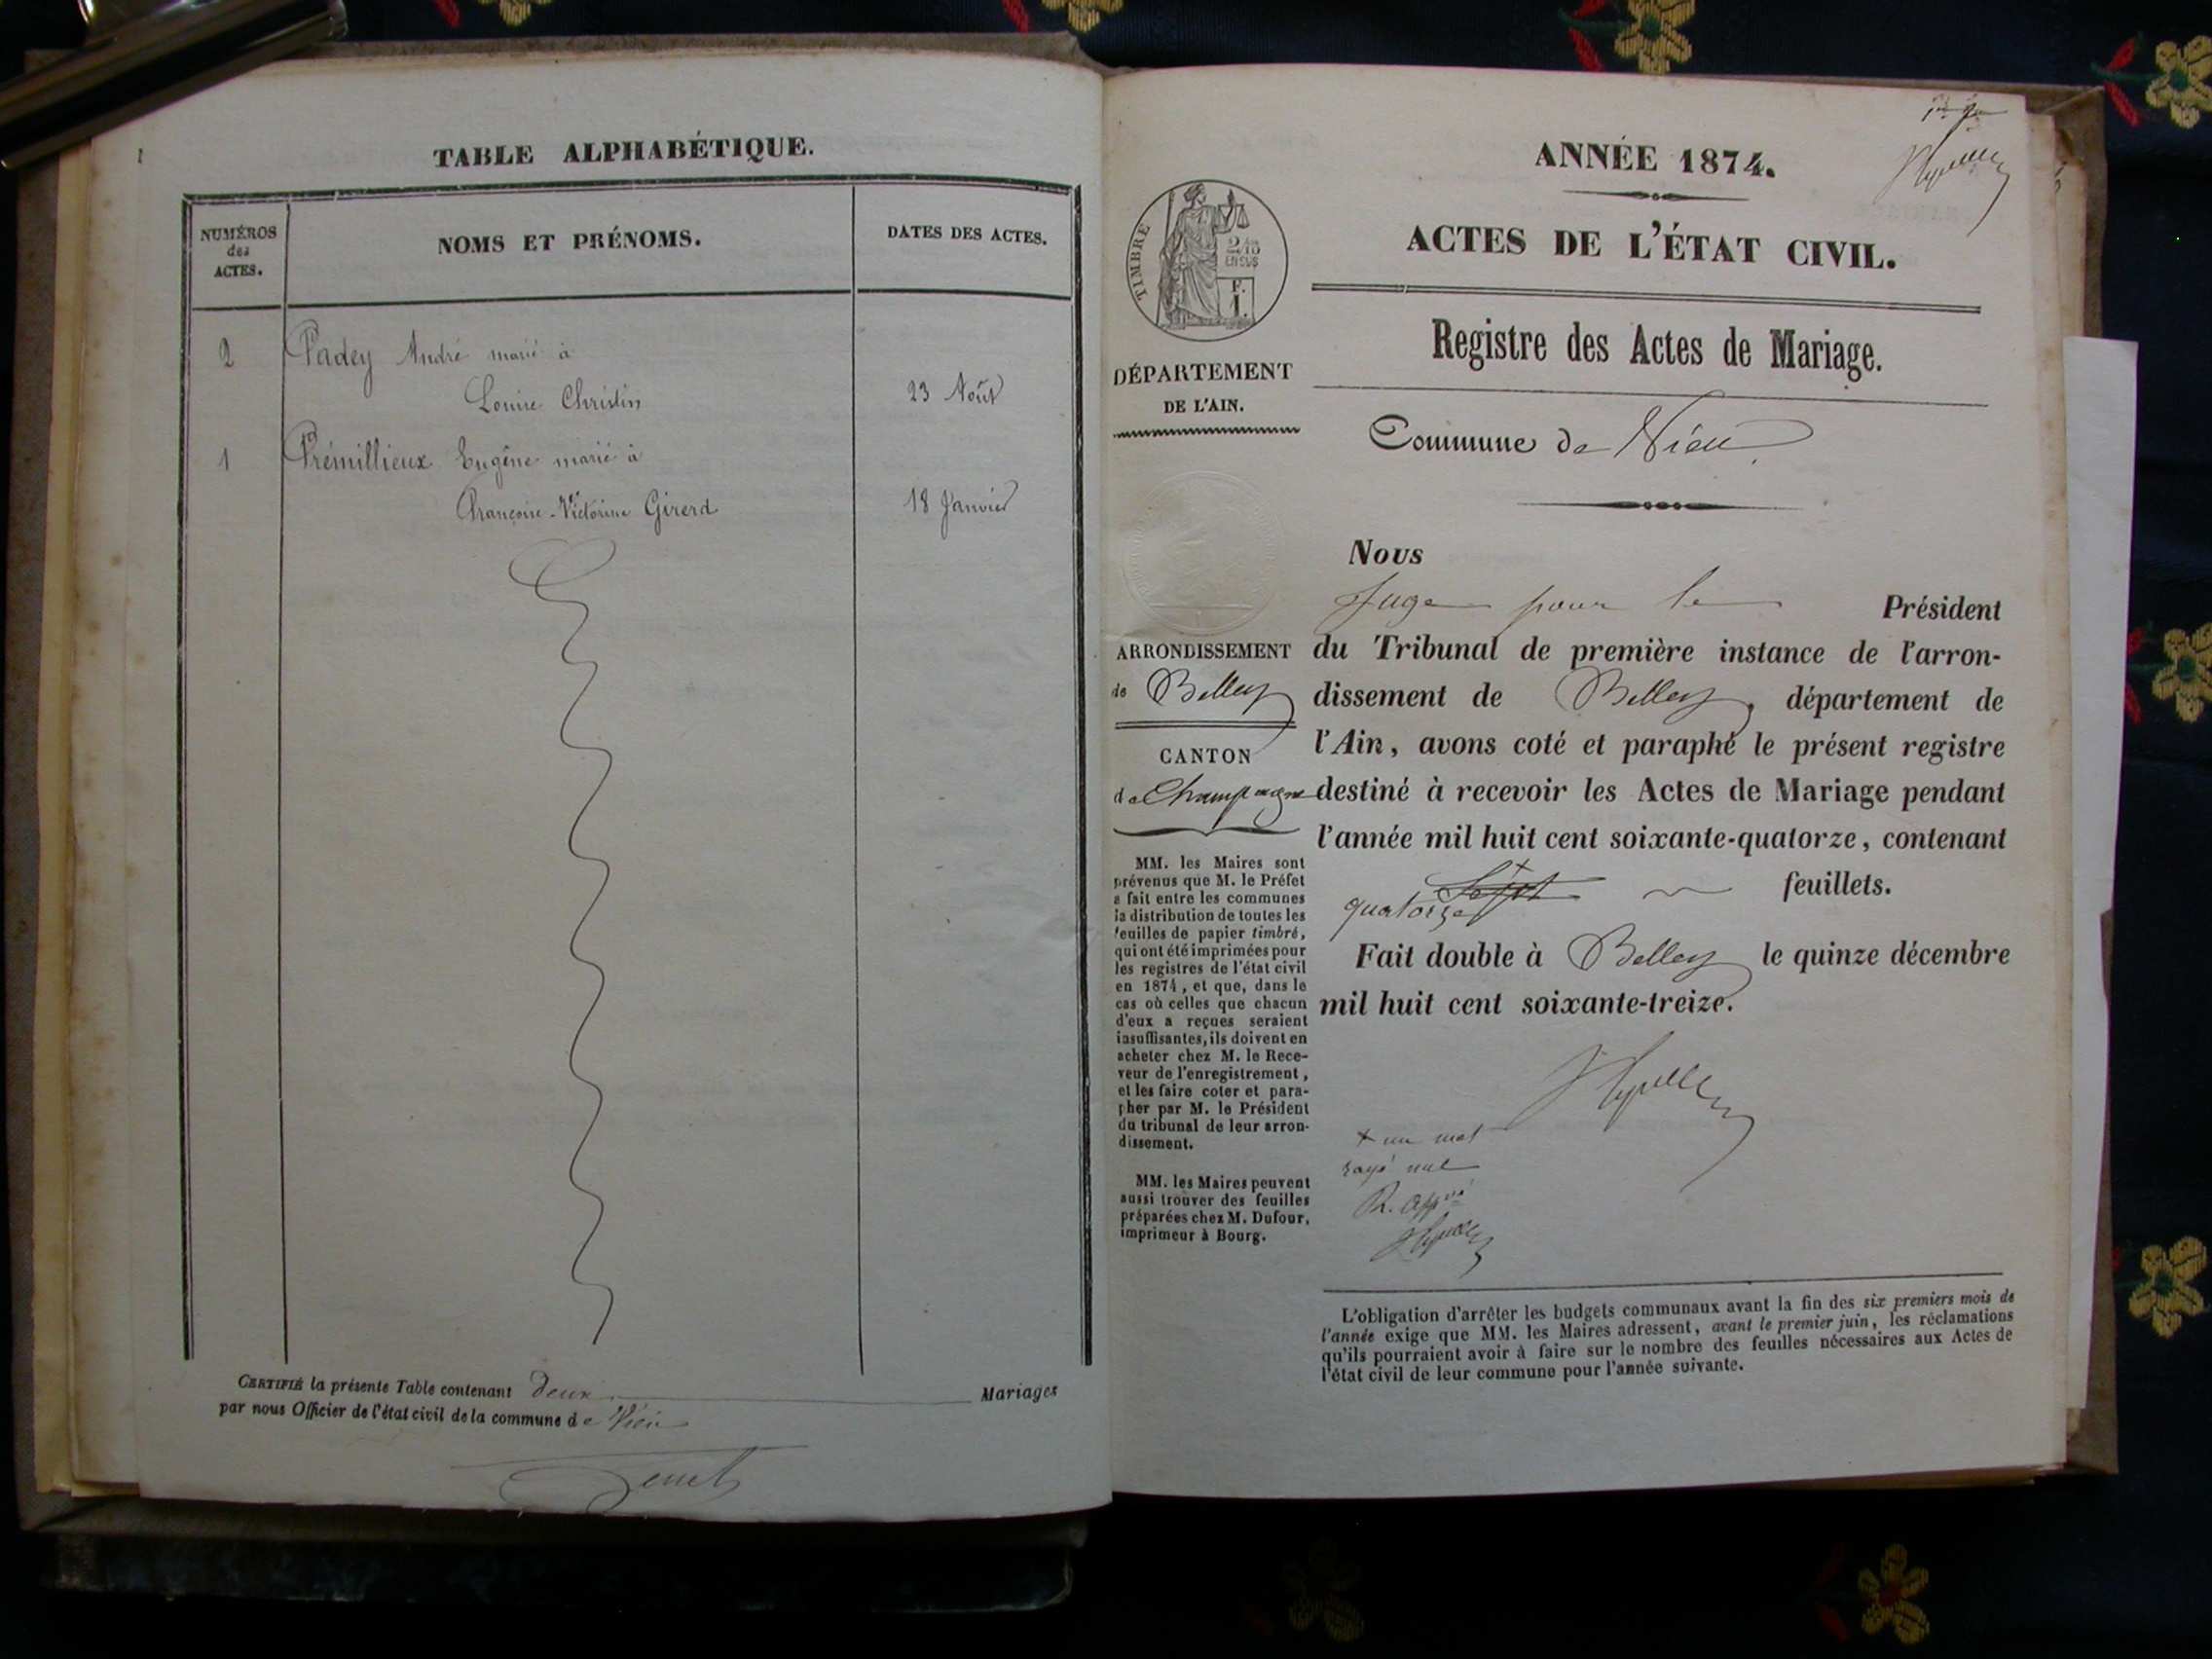 TABLE ALPHABÉTIQUE.
NUMÉROS
des
ACTES.
NOMS ET PRÉNOMS.
DATES DES ACTES.
2 Padey André marié à
Louise Christin 23 Août
1 Prémillieux Eugène marié à
Françoise-Victorine Girerd 18 Janvier
CERTIFIÉ la présente Table contenant deux Mariages
par nous Officier de l'état civil de la commune de Vieu
ANNÉE 1874.
ACTES DE L'ÉTAT CIVIL.
TIMBRE
2/10
EN SUS
F.
1.
Registre des Actes de Mariage.
DÉPARTEMENT
DE L'AIN.
Commune de Vieu
Nous
Juge pour le Président
du Tribunal de première instance de l'arron-
dissement de Belley, département de
l'Ain, avons coté et paraphé le présent registre
destiné à recevoir les Actes de Mariage pendant
l'année mil huit cent soixante-quatorze, contenant
Sept feuillets.
quatorze
Fait double à Belley le quinze décembre
mil huit cent soixante-treize.
ARRONDISSEMENT
de Belley
CANTON
de Champagne
MM. les Maires sont
prévenus que M. le Préfet
a fait entre les communes
la distribution de toutes les
feuilles de papier timbré,
qui ont été imprimées pour
les registres de l'état civil
en 1874, et que, dans le
cas où celles que chacun
d'eux a reçues seraient
insuffisantes, ils doivent en
acheter chez M. le Rece-
veur de l'enregistrement,
et les faire coter et para-
pher par M. le Président
du tribunal de leur arron-
dissement.
MM. les Maires peuvent
aussi trouver des feuilles
préparées chez M. Dufour,
imprimeur à Bourg.
+ un mot
rayé nul
R. appvé
L'obligation d'arrêter les budgets communaux avant la fin des six premiers mois de
l'année exige que MM. les Maires adressent, avant le premier juin, les réclamations
qu'ils pourraient avoir à faire sur le nombre des feuilles nécessaires aux Actes de
l'état civil de leur commune pour l'année suivante.